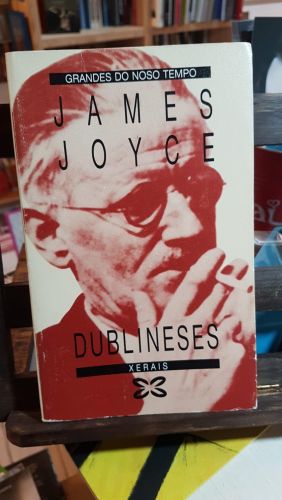 GRANDES DO NOSO TEMPO
JAMES
JOYCE
DUBLINESES
XERAIS